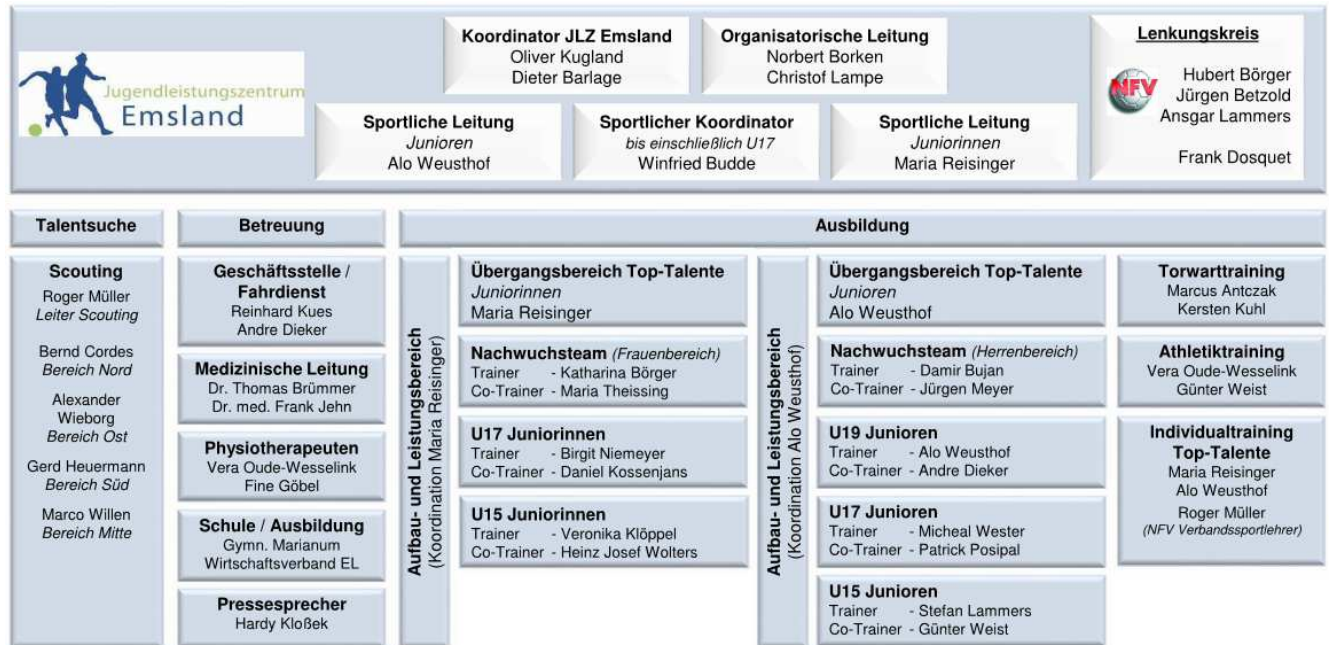 Jugendleistungszentrum
Emsland
Koordinator JLZ Emsland
Oliver Kugland
Dieter Barlage
Organisatorische Leitung
Norbert Borken
Christof Lampe
Sportliche Leitung
Junioren
Alo Weusthof
Sportlicher Koordinator
bis einschließlich U17
Winfried Budde
Sportliche Leitung
Juniorinnen
Maria Reisinger
Lenkungskreis
NFV
Hubert Börger
Jürgen Betzold
Ansgar Lammers
Frank Dosquet
Talentsuche
Scouting
Roger Müller
Leiter Scouting
Bernd Cordes
Bereich Nord
Alexander
Wieborg
Bereich Ost
Gerd Heuermann
Bereich Süd
Marco Willen
Bereich Mitte
Betreuung
Geschäftsstelle /
Fahrdienst
Reinhard Kues
Andre Dieker
Medizinische Leitung
Dr. Thomas Brümmer
Dr. med. Frank Jehn
Physiotherapeuten
Vera Oude-Wesselink
Fine Göbel
Schule / Ausbildung
Gymn. Marianum
Wirtschaftsverband EL
Pressesprecher
Hardy Kloßek
Ausbildung
Aufbau- und Leistungsbereich
(Koordination Maria Reisinger)
Übergangsbereich Top-Talente
Juniorinnen
Maria Reisinger
Nachwuchsteam (Frauenbereich)
Trainer - Katharina Börger
Co-Trainer - Maria Theissing
U17 Juniorinnen
Trainer - Birgit Niemeyer
Co-Trainer - Daniel Kossenjans
U15 Juniorinnen
Trainer - Veronika Klöppel
Co-Trainer - Heinz Josef Wolters
Aufbau- und Leistungsbereich
(Koordination Alo Weusthof)
Übergangsbereich Top-Talente
Junioren
Alo Weusthof
Nachwuchsteam (Herrenbereich)
Trainer - Damir Bujan
Co-Trainer - Jürgen Meyer
U19 Junioren
Trainer - Alo Weusthof
Co-Trainer - Andre Dieker
U17 Junioren
Trainer - Micheal Wester
Co-Trainer - Patrick Posipal
U15 Junioren
Trainer - Stefan Lammers
Co-Trainer - Günter Weist
Torwarttraining
Marcus Antczak
Kersten Kuhl
Athletiktraining
Vera Oude-Wesselink
Günter Weist
Individualtraining
Top-Talente
Maria Reisinger
Alo Weusthof
Roger Müller
(NFV Verbandssportlehrer)